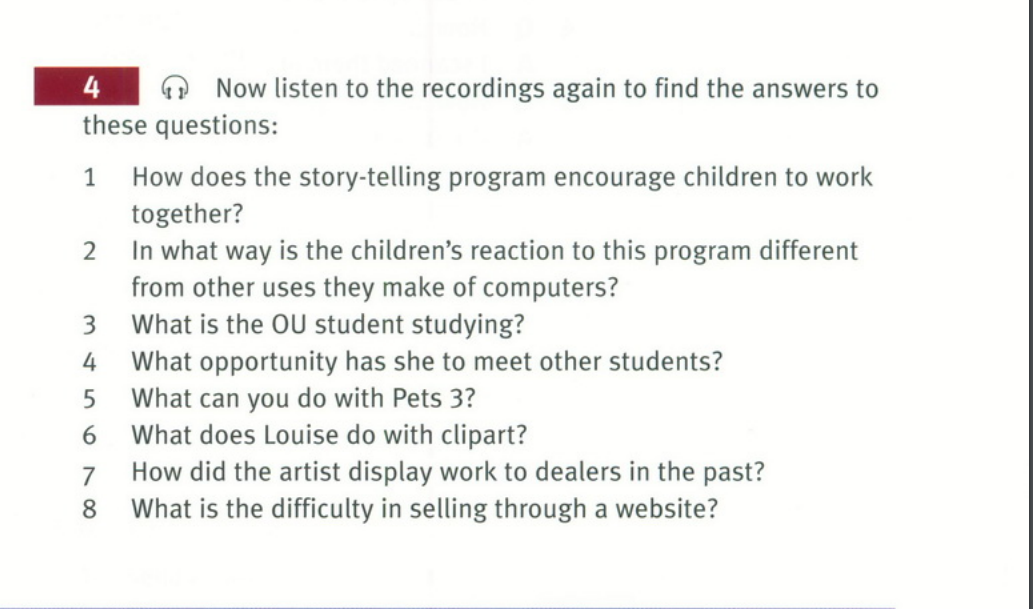 4 Now listen to the recordings again to find the answers to
these questions:
1 How does the story-telling program encourage children to work
together?
2 In what way is the children's reaction to this program different
from other uses they make of computers?
3 What is the OU student studying?
4 What opportunity has she to meet other students?
5 What can you do with Pets 3?
6 What does Louise do with clipart?
7 How did the artist display work to dealers in the past?
8 What is the difficulty in selling through a website?